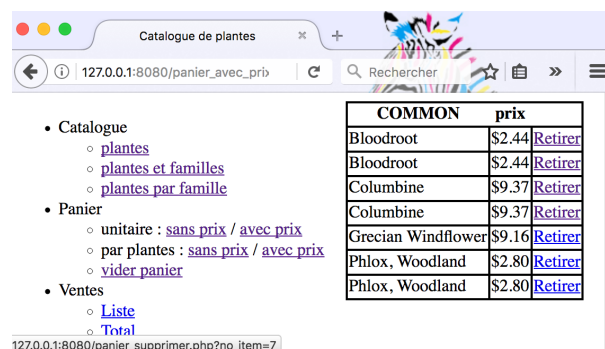 Catalogue de plantes
127.0.0.1:8080/panier_avec_prix
Rechercher
Catalogue
plantes
plantes et familles
plantes par famille
Panier
unitaire : sans prix / avec prix
par plantes : sans prix / avec prix
vider panier
Ventes
Liste
Total
COMMON prix
Bloodroot $2.44 Retirer
Bloodroot $2.44 Retirer
Columbine $9.37 Retirer
Columbine $9.37 Retirer
Grecian Windflower $9.16 Retirer
Phlox, Woodland $2.80 Retirer
Phlox, Woodland $2.80 Retirer
127.0.0.1:8080/panier_supprimer.php?no_item=7